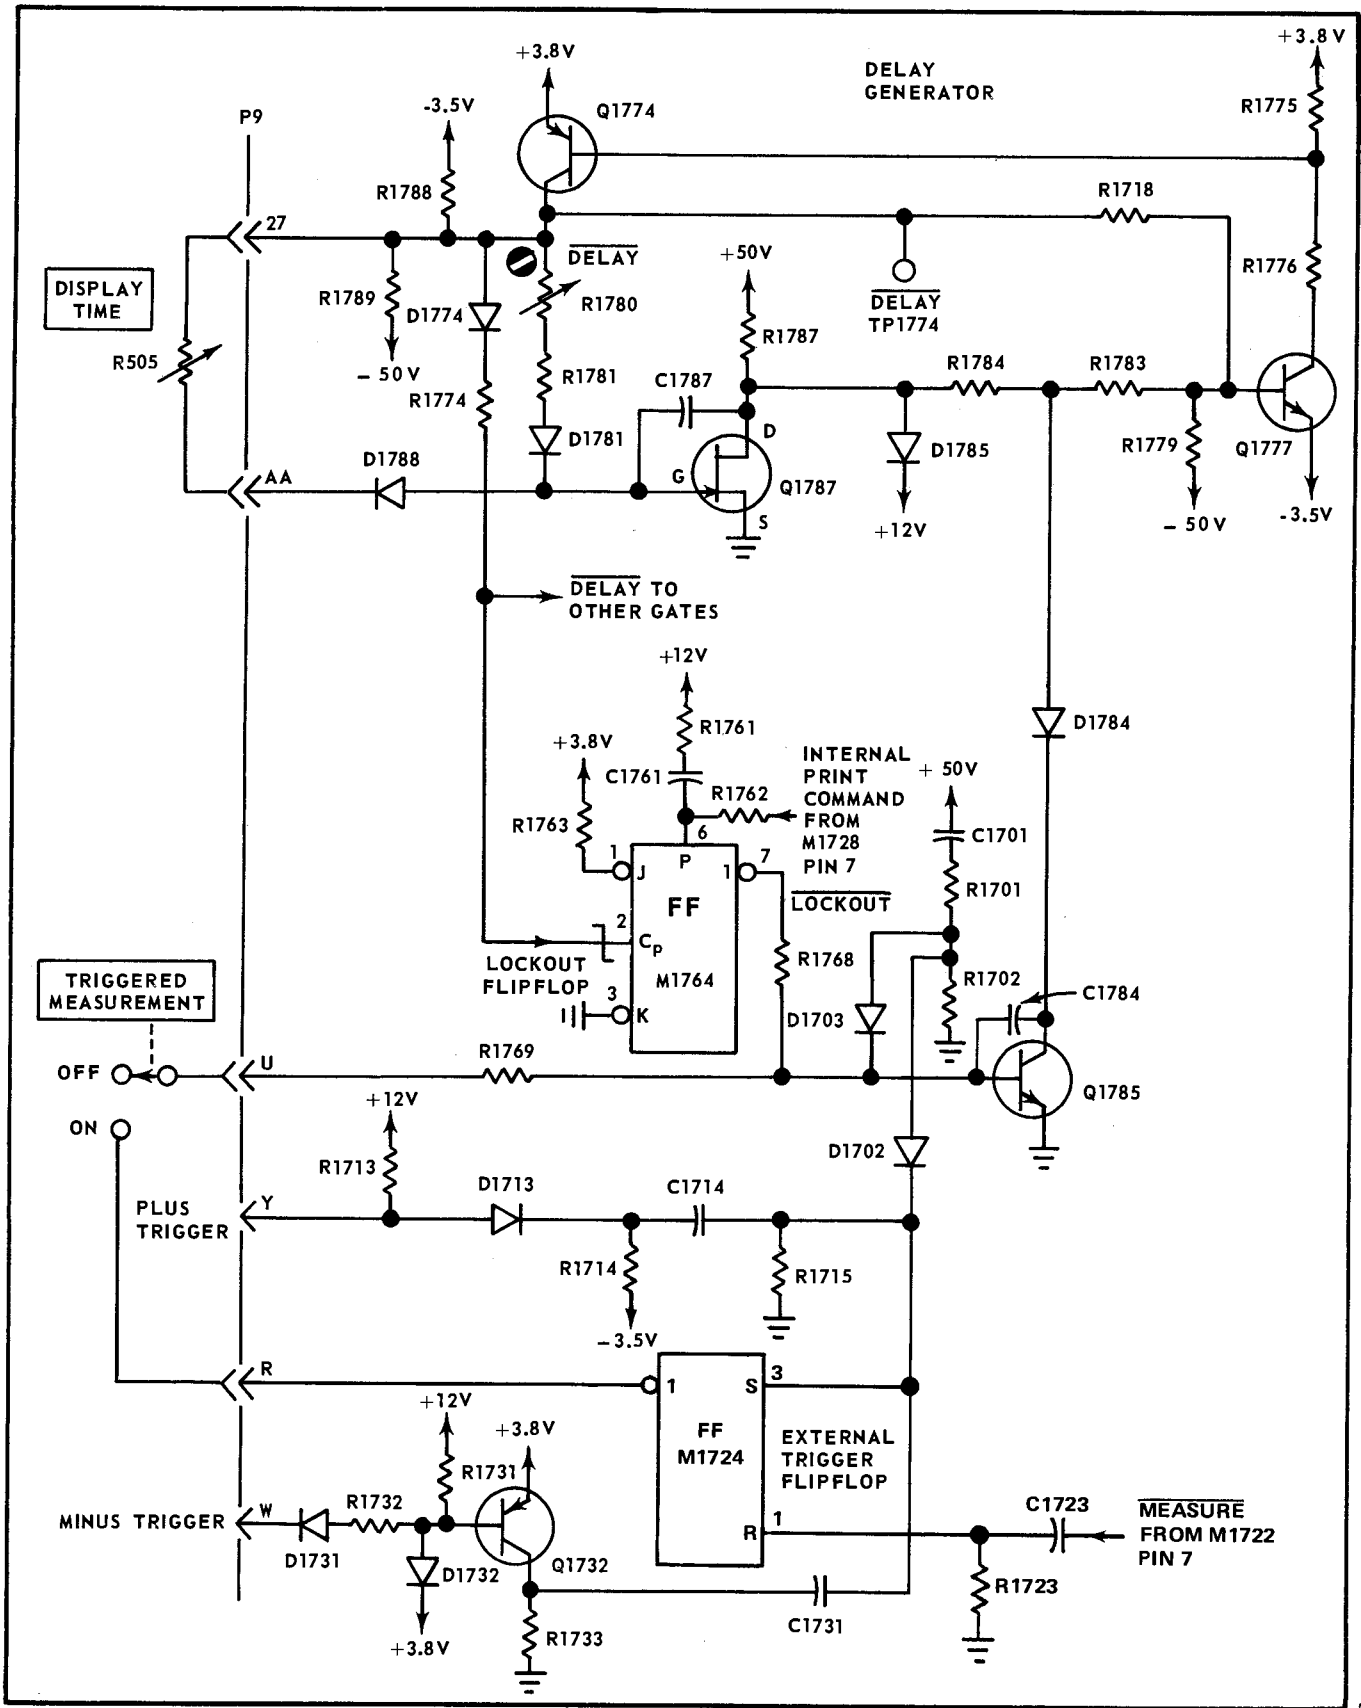 +3.8V
+3.8V
DELAY
GENERATOR
Q1774
R1775
-3.5V
P9
R1788
R1718
27
DELAY
+50V
DISPLAY
TIME
R1789
D1774
R1780
DELAY
TP1774
R1776
R1787
R505
- 50V
R1781
C1787
R1784
R1783
R1774
D1781
D
D1785
R1779
Q1777
D1788
AA
G
Q1787
S
+12V
- 50V
-3.5V
DELAY TO
OTHER GATES
+12V
R1761
D1784
+3.8V
C1761
INTERNAL
PRINT
COMMAND
FROM
M1728
PIN 7
+ 50V
R1762
R1763
6
C1701
1
J
P
1
7
R1701
FF
LOCKOUT
2
Cp
LOCKOUT
FLIPFLOP
M1764
R1768
R1702
C1784
3
K
D1703
TRIGGERED
MEASUREMENT
OFF
U
R1769
Q1785
ON
+12V
R1713
D1702
D1713
C1714
PLUS
TRIGGER
Y
R1714
R1715
-3.5V
R
1
S
3
+12V
+3.8V
FF
M1724
EXTERNAL
TRIGGER
FLIPFLOP
R1731
MINUS TRIGGER
W
R1732
C1723
MEASURE
FROM M1722
PIN 7
R
1
D1731
D1732
Q1732
R1723
+3.8V
R1733
C1731